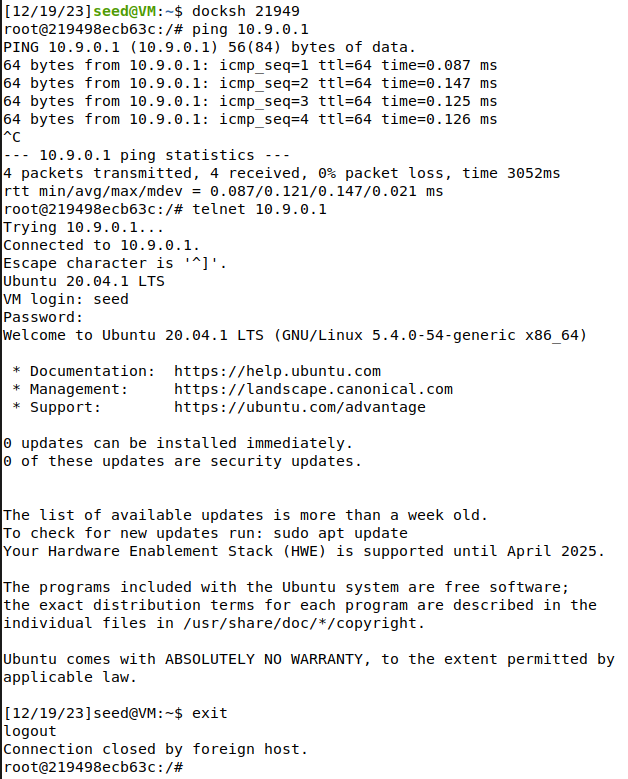 [12/19/23]seed@VM:~$ docksh 21949
root@219498ecb63c:/# ping 10.9.0.1
PING 10.9.0.1 (10.9.0.1) 56(84) bytes of data.
64 bytes from 10.9.0.1: icmp_seq=1 ttl=64 time=0.087 ms
64 bytes from 10.9.0.1: icmp_seq=2 ttl=64 time=0.147 ms
64 bytes from 10.9.0.1: icmp_seq=3 ttl=64 time=0.125 ms
64 bytes from 10.9.0.1: icmp_seq=4 ttl=64 time=0.126 ms
^C
--- 10.9.0.1 ping statistics ---
4 packets transmitted, 4 received, 0% packet loss, time 3052ms
rtt min/avg/max/mdev = 0.087/0.121/0.147/0.021 ms
root@219498ecb63c:/# telnet 10.9.0.1
Trying 10.9.0.1...
Connected to 10.9.0.1.
Escape character is '^]'.
Ubuntu 20.04.1 LTS
VM login: seed
Password:
Welcome to Ubuntu 20.04.1 LTS (GNU/Linux 5.4.0-54-generic x86_64)

 * Documentation:  https://help.ubuntu.com
 * Management:     https://landscape.canonical.com
 * Support:        https://ubuntu.com/advantage

0 updates can be installed immediately.
0 of these updates are security updates.


The list of available updates is more than a week old.
To check for new updates run: sudo apt update
Your Hardware Enablement Stack (HWE) is supported until April 2025.

The programs included with the Ubuntu system are free software;
the exact distribution terms for each program are described in the
individual files in /usr/share/doc/*/copyright.

Ubuntu comes with ABSOLUTELY NO WARRANTY, to the extent permitted by
applicable law.

[12/19/23]seed@VM:~$ exit
logout
Connection closed by foreign host.
root@219498ecb63c:/#